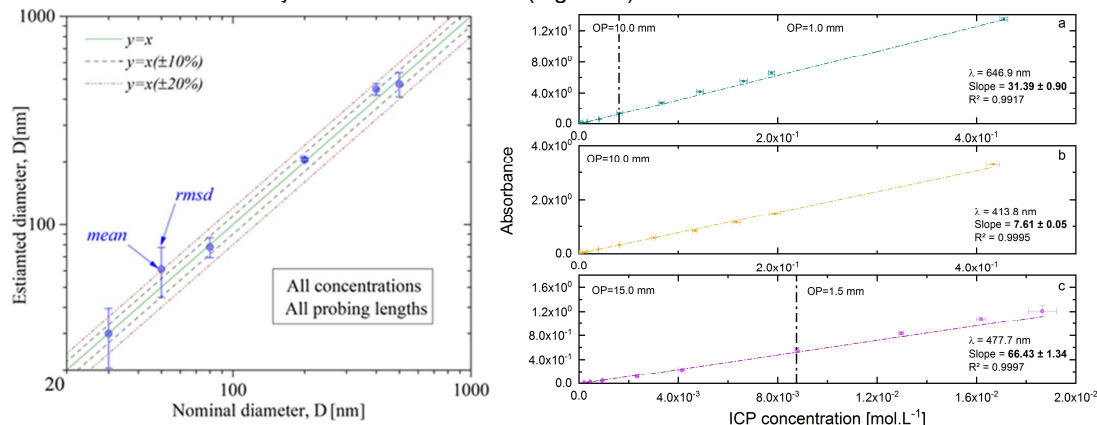 1000
y=x
y=x(±10%)
y=x(±20%)
rmsd
mean
100
All concentrations
All probing lengths
20
100
1000
Estiamted diameter, D[nm]
Nominal diameter, D [nm]
Absorbance
1.2x10¹
8.0x10⁰
4.0x10⁰
0.0
OP=10.0 mm
OP=1.0 mm
a
λ = 646.9 nm
Slope = 31.39 ± 0.90
R² = 0.9917
0.0
2.0x10⁻¹
4.0x10⁻¹
4.0x10⁰
2.0x10⁰
0.0
OP=10.0 mm
b
λ = 413.8 nm
Slope = 7.61 ± 0.05
R² = 0.9995
0.0
2.0x10⁻¹
4.0x10⁻¹
1.6x10⁰
1.2x10⁰
8.0x10⁻¹
4.0x10⁻¹
0.0
OP=15.0 mm
OP=1.5 mm
c
λ = 477.7 nm
Slope = 66.43 ± 1.34
R² = 0.9997
0.0
4.0x10⁻³
8.0x10⁻³
1.2x10⁻²
1.6x10⁻²
2.0x10⁻²
ICP concentration [mol.L⁻¹]